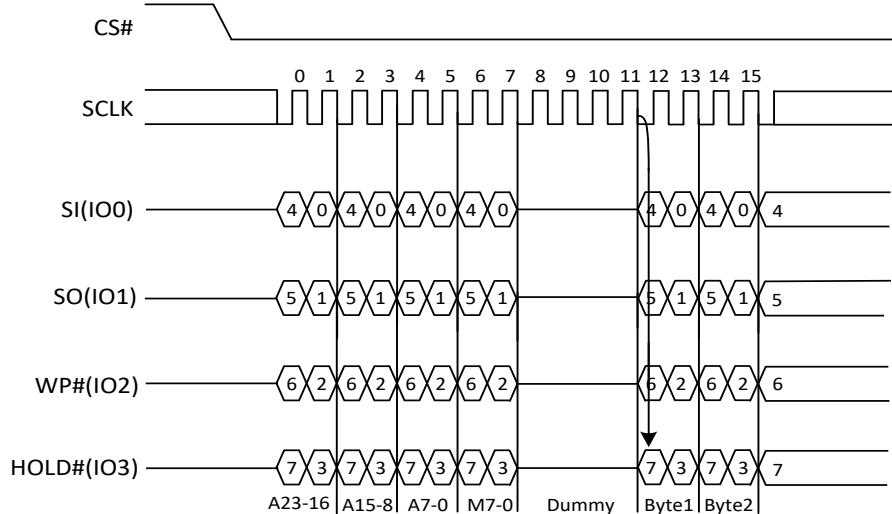 CS#
0 1 2 3 4 5 6 7 8 9 10 11 12 13 14 15
SCLK
SI(IO0) 4 0 4 0 4 0 4 0 4 0 4 0 4
SO(IO1) 5 1 5 1 5 1 5 1 5 1 5 1 5
WP#(IO2) 6 2 6 2 6 2 6 2 6 2 6 2 6
HOLD#(IO3) 7 3 7 3 7 3 7 3 7 3 7 3 7
A23-16 A15-8 A7-0 M7-0 Dummy Byte1 Byte2